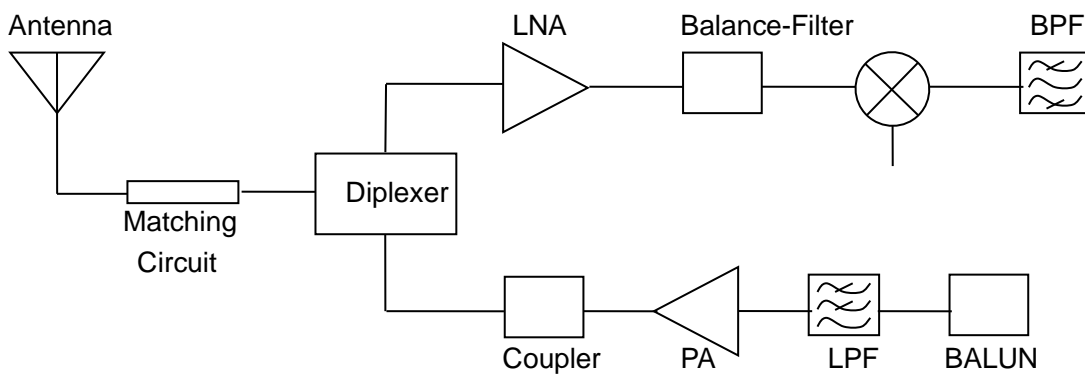 Antenna
LNA
Balance-Filter
BPF
Diplexer
Matching
Circuit
Coupler
PA
LPF
BALUN